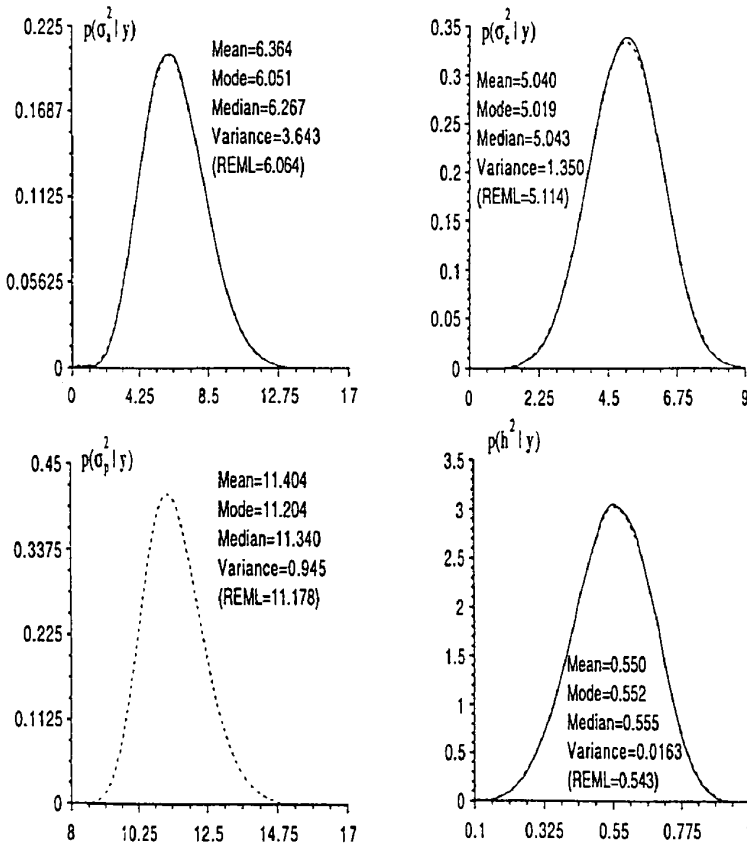 p(σ²ₐ|y)
0.225
0.1687
0.1125
0.05625
0
Mean=6.364
Mode=6.051
Median=6.267
Variance=3.643
(REML=6.064)
0 4.25 8.5 12.75 17
p(σ²ₑ|y)
0.35
0.3
0.25
0.2
0.15
0.1
0.05
0
Mean=5.040
Mode=5.019
Median=5.043
Variance=1.350
(REML=5.114)
0 2.25 4.5 6.75 9
p(σ²ₚ|y)
0.45
0.3375
0.225
0.1125
0
Mean=11.404
Mode=11.204
Median=11.340
Variance=0.945
(REML=11.178)
8 10.25 12.5 14.75 17
p(h²|y)
3.5
3
2.5
2
1.5
1
0.5
0
Mean=0.550
Mode=0.552
Median=0.555
Variance=0.0163
(REML=0.543)
0.1 0.325 0.55 0.775